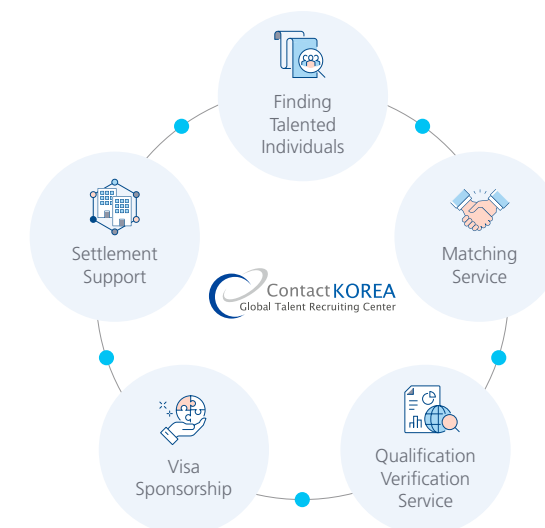 Finding
Talented
Individuals
Matching
Service
Qualification
Verification
Service
Visa
Sponsorship
Settlement
Support
ContactKOREA
Global Talent Recruiting Center